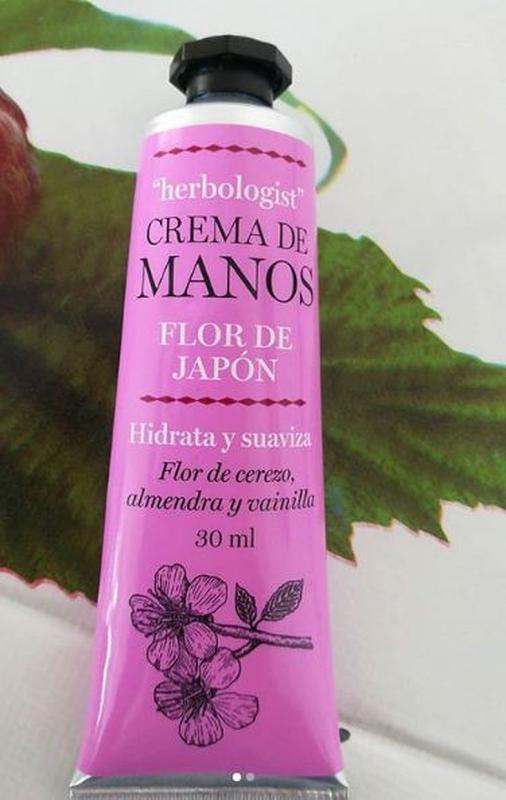 “herbologist”
CREMA DE
MANOS
FLOR DE
JAPÓN
Hidrata y suaviza
Flor de cerezo,
almendra y vainilla
30 ml